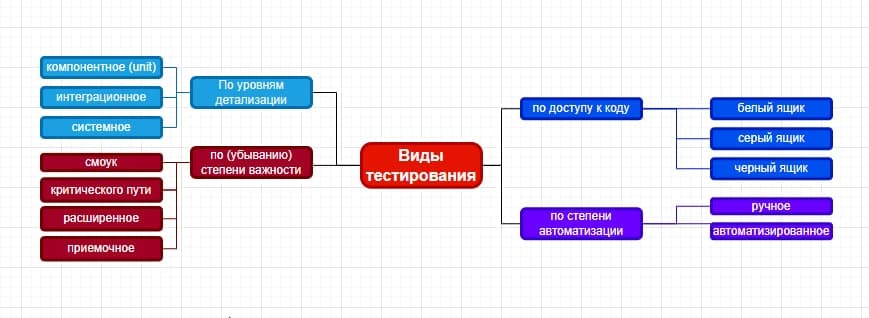 Виды
тестирования
По уровням
детализации
компонентное (unit)
интеграционное
системное
по (убыванию)
степени важности
смоук
критического пути
расширенное
приемочное
по доступу к коду
белый ящик
серый ящик
черный ящик
по степени
автоматизации
ручное
автоматизированное